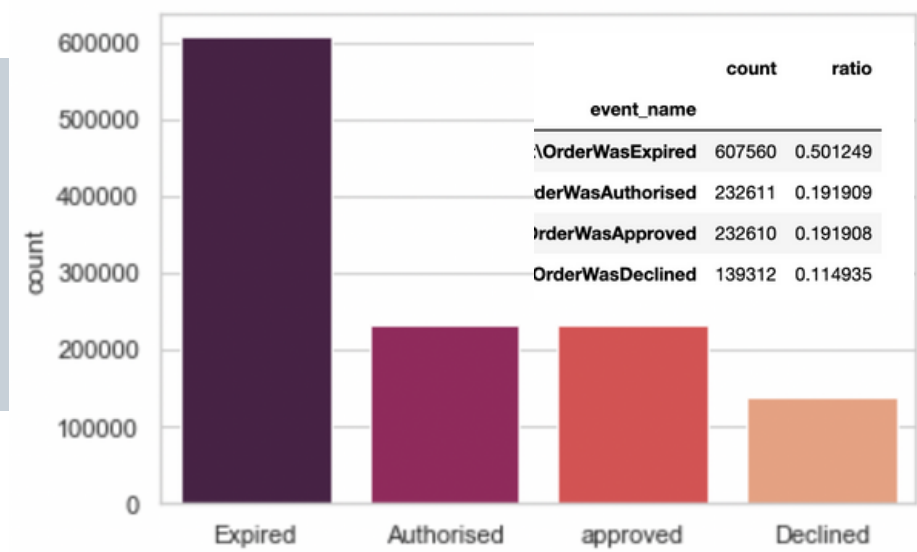 600000
500000
400000
300000
200000
100000
0
count
count ratio
event_name
:\OrderWasExpired 607560 0.501249
derWasAuthorised 232611 0.191909
OrderWasApproved 232610 0.191908
OrderWasDeclined 139312 0.114935
Expired Authorised approved Declined